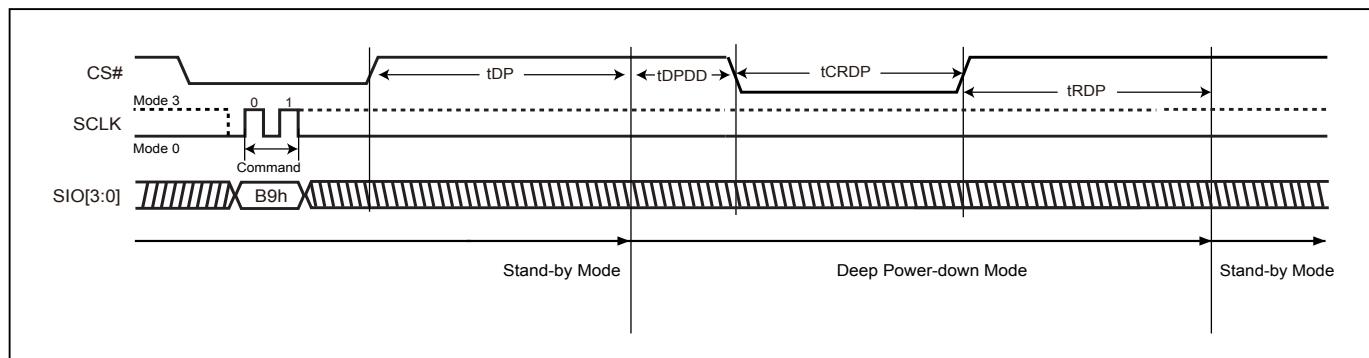 CS#
tDP
tDPDD
tCRDP
tRDP
Mode 3
0 1
SCLK
Mode 0
Command
SIO[3:0]
B9h
Stand-by Mode
Deep Power-down Mode
Stand-by Mode